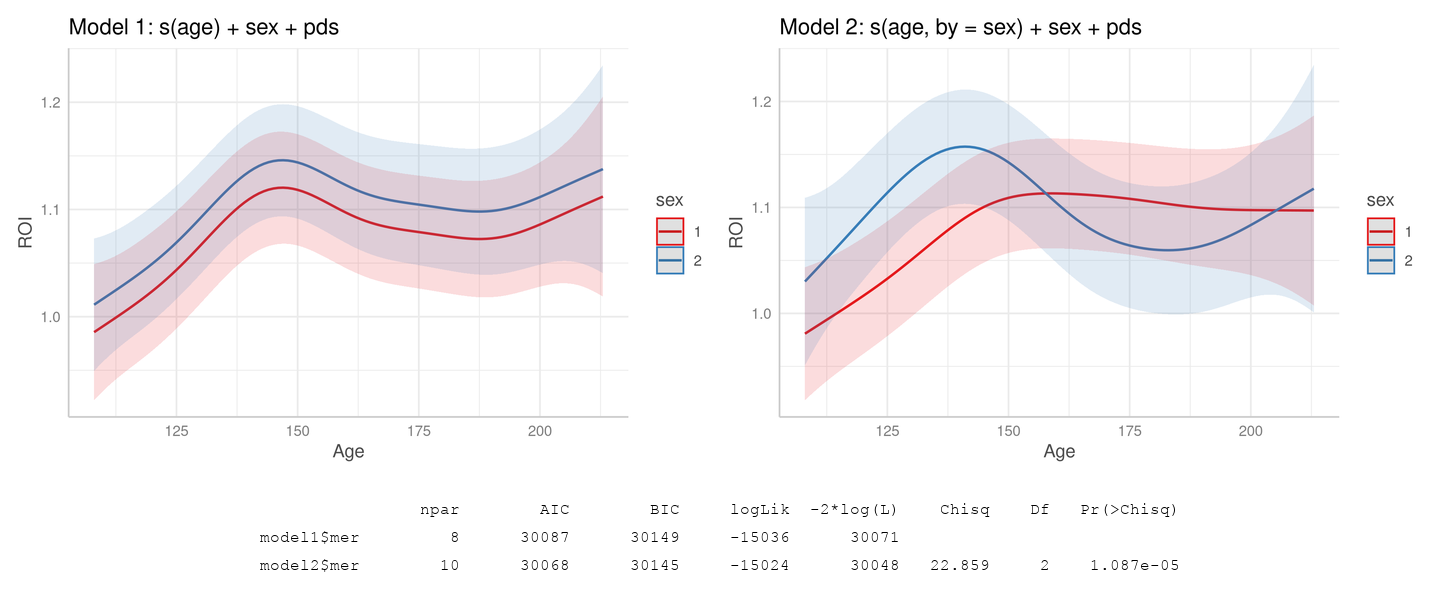 Model 1: s(age) + sex + pds
1.2
1.1
1.0
ROI
125 150 175 200
Age
sex
1
2
Model 2: s(age, by = sex) + sex + pds
1.2
1.1
1.0
ROI
125 150 175 200
Age
sex
1
2
npar AIC BIC logLik -2*log(L) Chisq Df Pr(>Chisq)
model1$mer 8 30087 30149 -15036 30071
model2$mer 10 30068 30145 -15024 30048 22.859 2 1.087e-05